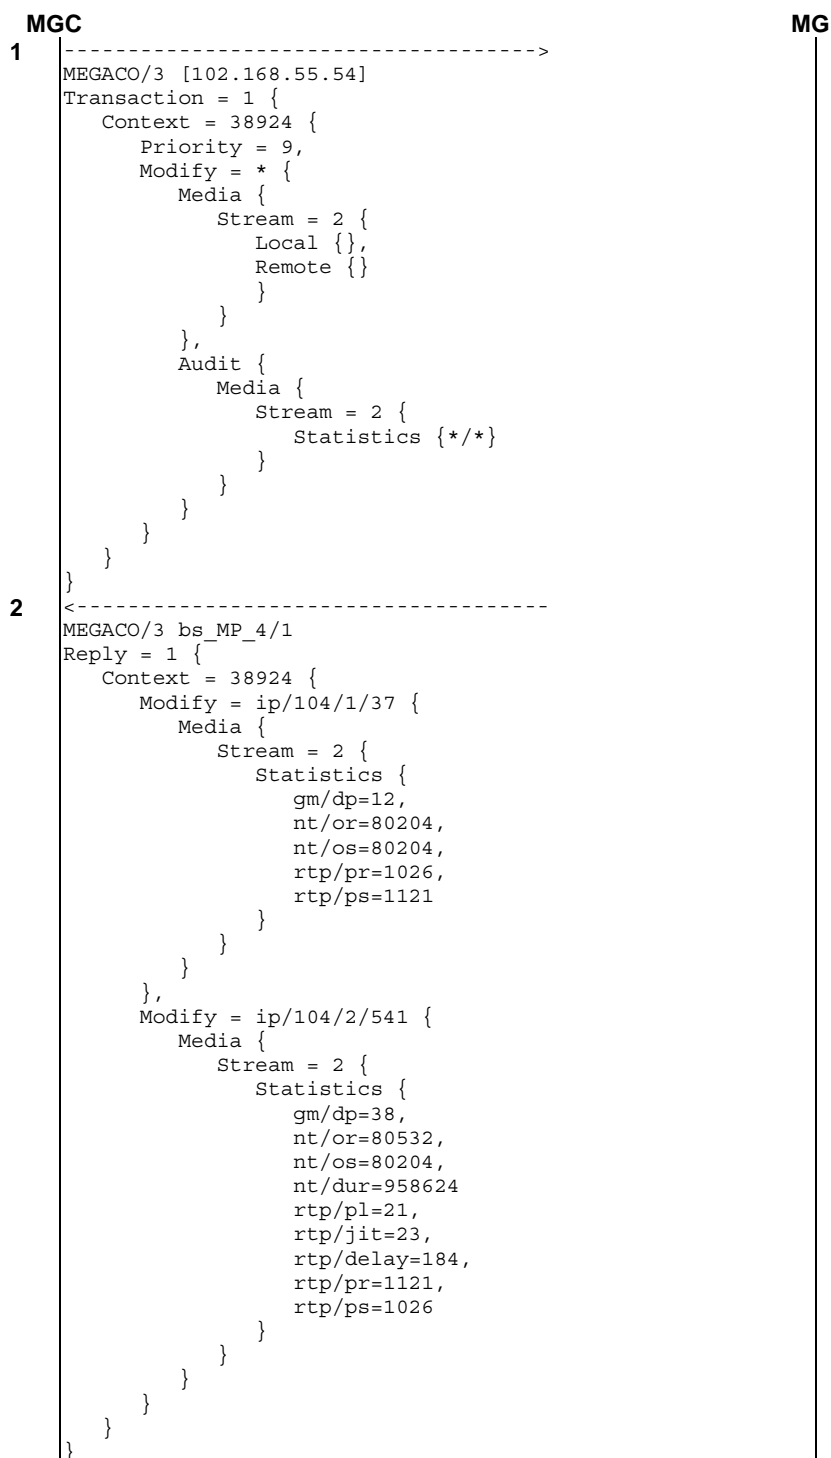 MGC MG
1 ------------------------------------->
MEGACO/3 [102.168.55.54]
Transaction = 1 {
   Context = 38924 {
      Priority = 9,
      Modify = * {
         Media {
            Stream = 2 {
               Local {},
               Remote {}
               }
            }
         },
         Audit {
            Media {
               Stream = 2 {
                  Statistics {*/*}
               }
            }
         }
      }
   }
}
2 <-------------------------------------
MEGACO/3 bs_MP_4/1
Reply = 1 {
   Context = 38924 {
      Modify = ip/104/1/37 {
         Media {
            Stream = 2 {
               Statistics {
                  gm/dp=12,
                  nt/or=80204,
                  nt/os=80204,
                  rtp/pr=1026,
                  rtp/ps=1121
               }
            }
         }
      },
      Modify = ip/104/2/541 {
         Media {
            Stream = 2 {
               Statistics {
                  gm/dp=38,
                  nt/or=80532,
                  nt/os=80204,
                  nt/dur=958624
                  rtp/pl=21,
                  rtp/jit=23,
                  rtp/delay=184,
                  rtp/pr=1121,
                  rtp/ps=1026
               }
            }
         }
      }
   }
}